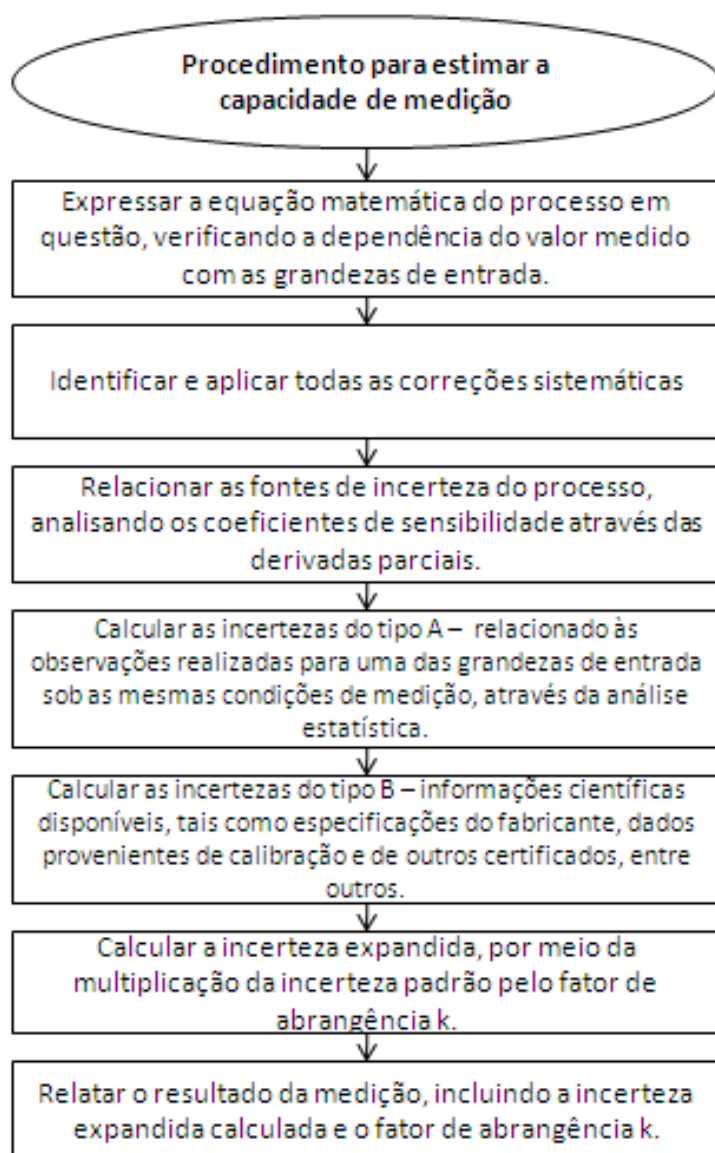 Procedimento para estimar a
capacidade de medição
Expressar a equação matemática do processo em
questão, verificando a dependência do valor medido
com as grandezas de entrada.
Identificar e aplicar todas as correções sistemáticas
Relacionar as fontes de incerteza do processo,
analisando os coeficientes de sensibilidade através das
derivadas parciais.
Calcular as incertezas do tipo A – relacionado às
observações realizadas para uma das grandezas de entrada
sob as mesmas condições de medição, através da análise
estatística.
Calcular as incertezas do tipo B – informações científicas
disponíveis, tais como especificações do fabricante, dados
provenientes de calibração e de outros certificados, entre
outros.
Calcular a incerteza expandida, por meio da
multiplicação da incerteza padrão pelo fator de
abrangência k.
Relatar o resultado da medição, incluindo a incerteza
expandida calculada e o fator de abrangência k.